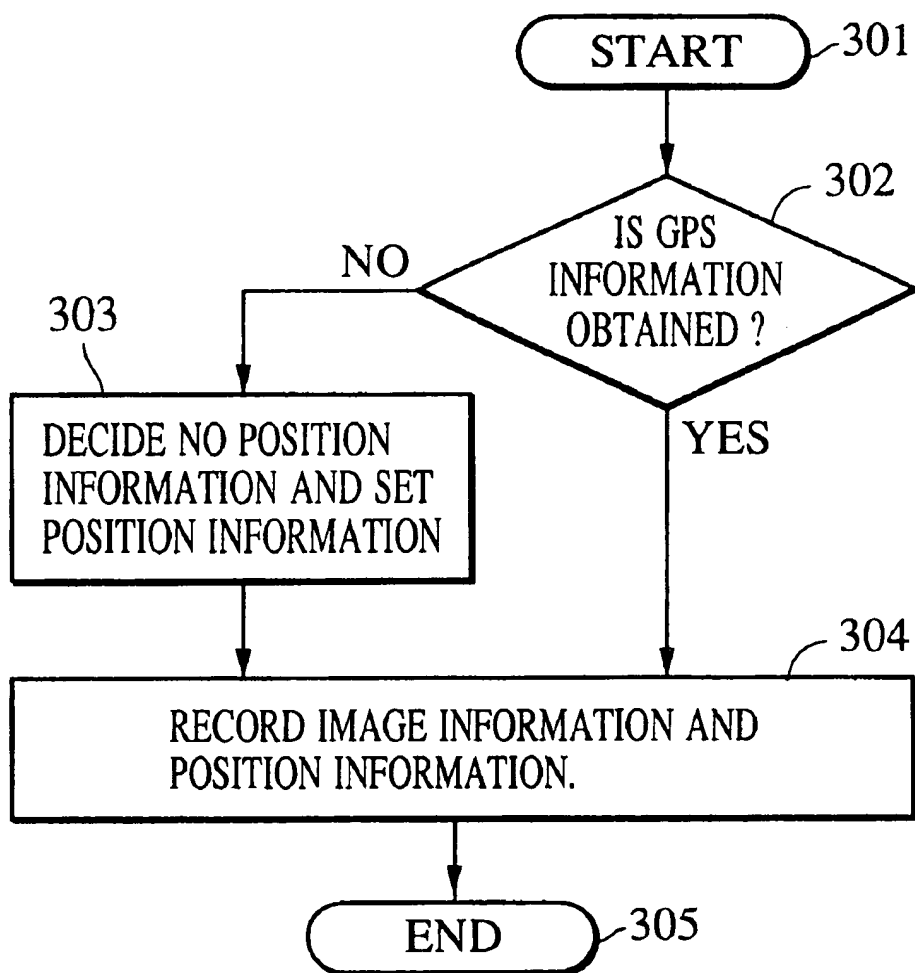 START
301
302
IS GPS
INFORMATION
OBTAINED ?
NO
YES
303
DECIDE NO POSITION
INFORMATION AND SET
POSITION INFORMATION
304
RECORD IMAGE INFORMATION AND
POSITION INFORMATION.
END
305